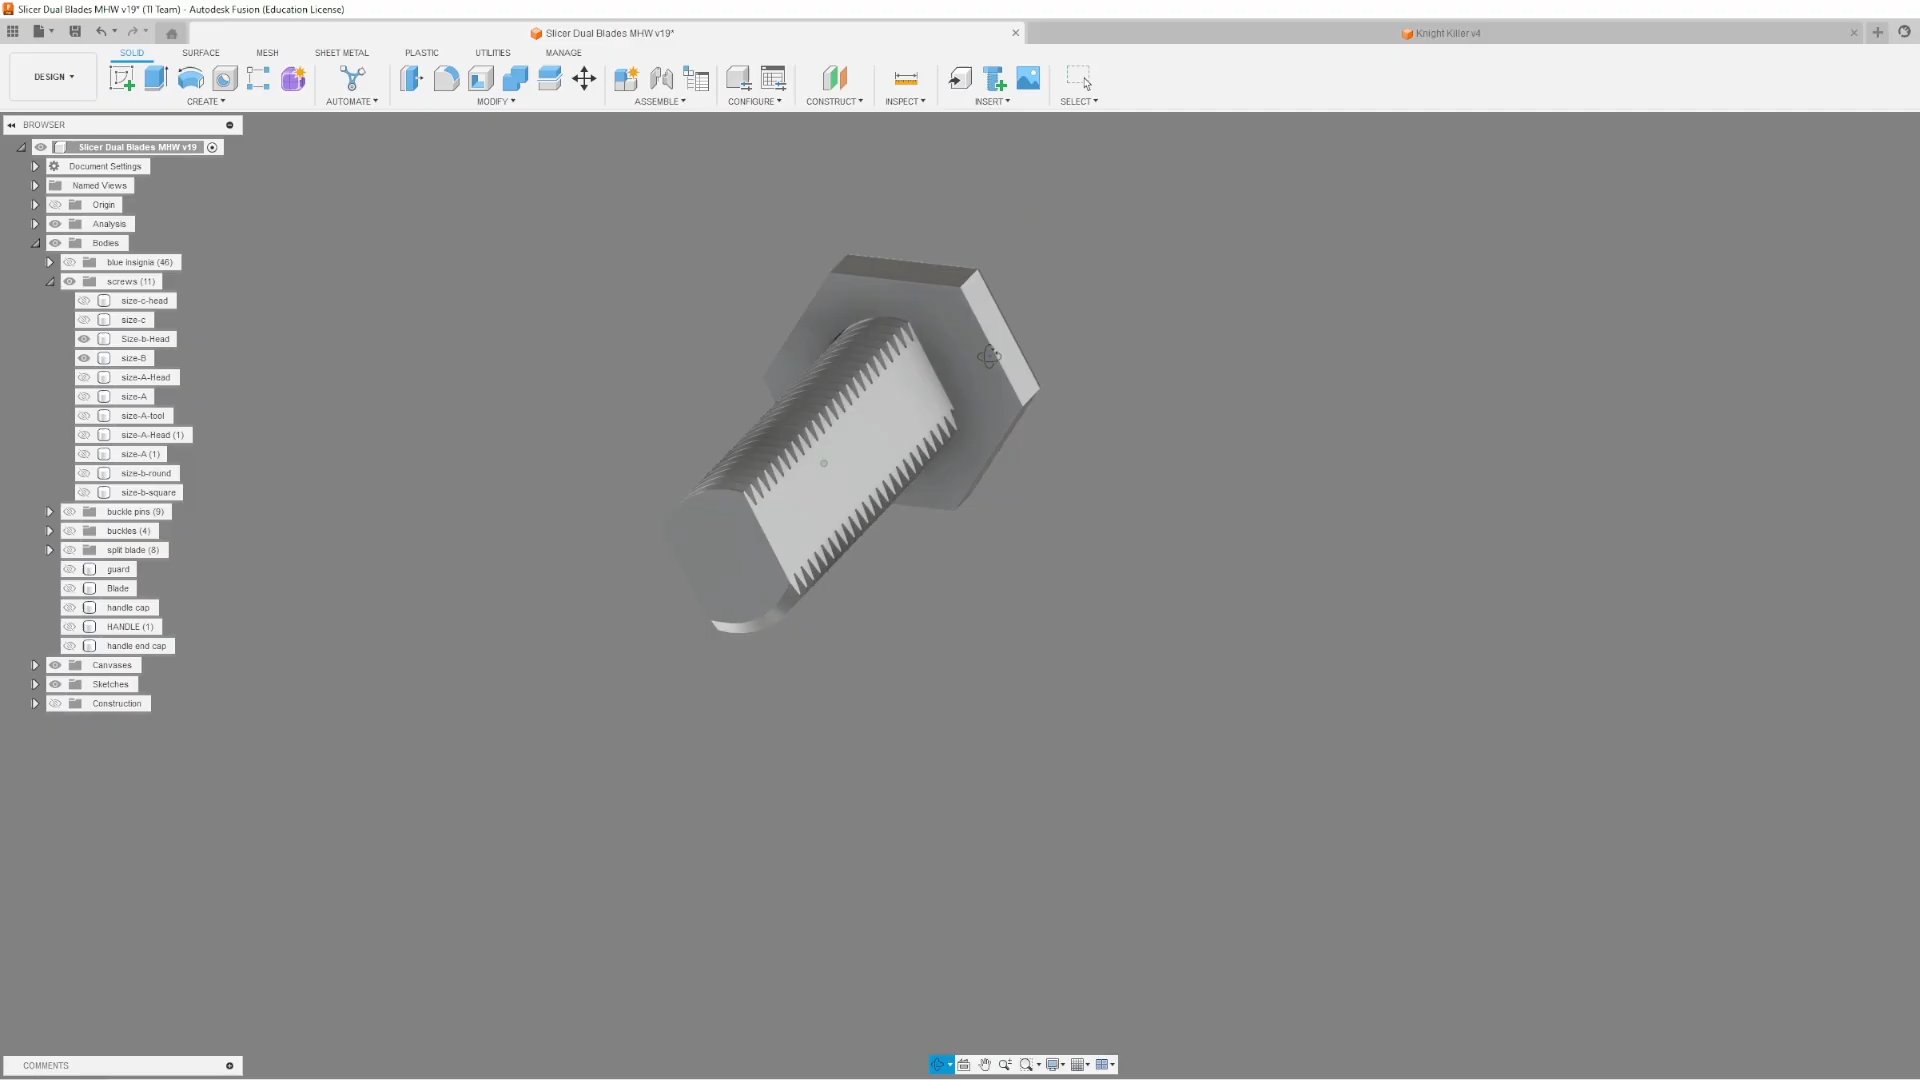 Slicer Dual Blades MHW v19* (TI Team) - Autodesk Fusion (Education License)
Slicer Dual Blades MHW v19*
Knight Killer v4
SOLID SURFACE MESH SHEET METAL PLASTIC UTILITIES MANAGE
DESIGN
CREATE AUTOMATE MODIFY ASSEMBLE CONFIGURE CONSTRUCT INSPECT INSERT SELECT
BROWSER
Slicer Dual Blades MHW v19
Document Settings
Named Views
Origin
Analysis
Bodies
blue insignia (46)
screws (11)
size-c-head
size-c
Size-b-Head
size-B
size-A-Head
size-A
size-A-tool
size-A-Head (1)
size-A (1)
size-b-round
size-b-square
buckle pins (9)
buckles (4)
split blade (8)
guard
Blade
handle cap
HANDLE (1)
handle end cap
Canvases
Sketches
Construction
COMMENTS